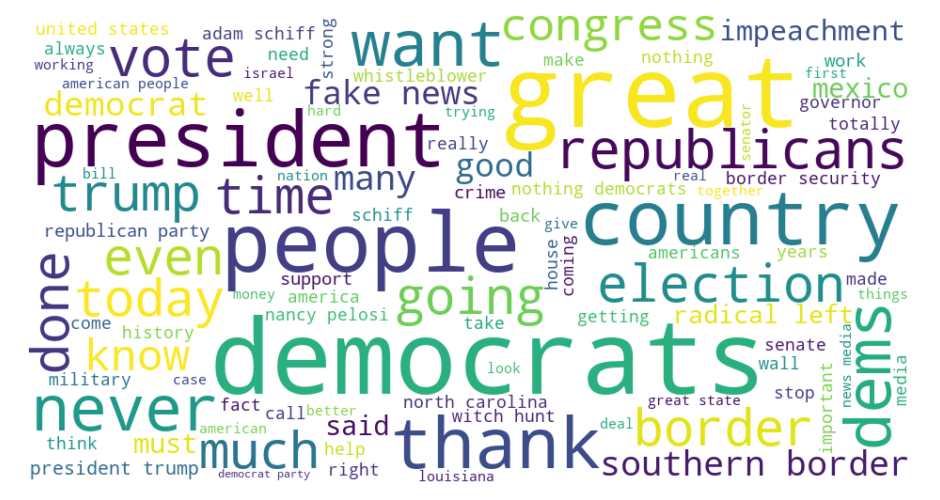 united states
adam schiff
strong
want
congress
impeachment
always
vote
need
make
nothing
work
working
american people
israel
whistleblower
great
first
mexico
democrat
well
fake news
governor
hard
trying
senator
totally
president
really
republicans
bill
nation
many
good
real
border security
trump
time
crime
nothing democrats
together
republican party
schiff
back
give
country
people
house
coming
americans
years
done
even
support
going
election
made
today
money
america
things
nancy pelosi
take
getting
radical left
come
history
democrats
dems
know
look
senate
wall
news media
media
military
case
important
stop
never
fact
call
better
north carolina
witch hunt
great state
american
said
thank
deal
border
think
must
much
help
southern border
president trump
democrat party
right
louisiana